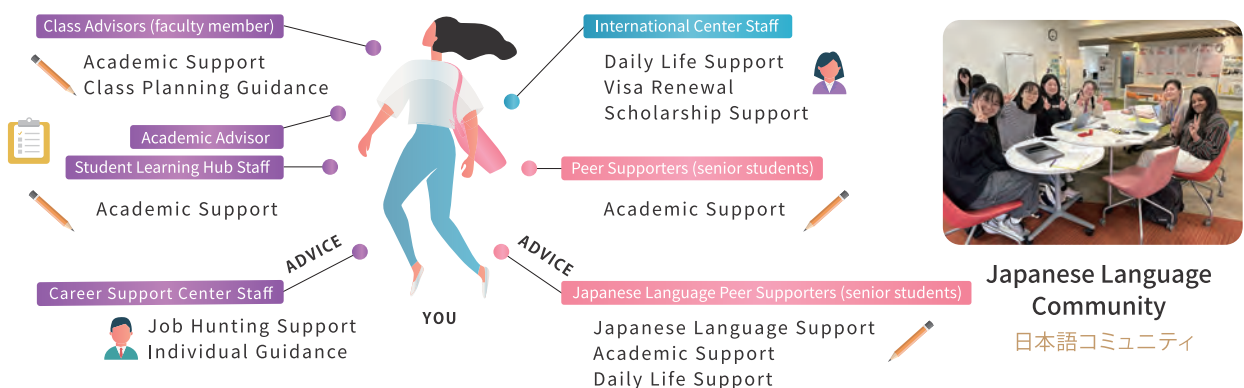 Class Advisors (faculty member)
Academic Support
Class Planning Guidance
Academic Advisor
Student Learning Hub Staff
Academic Support
ADVICE
Career Support Center Staff
Job Hunting Support
Individual Guidance
YOU
International Center Staff
Daily Life Support
Visa Renewal
Scholarship Support
Peer Supporters (senior students)
Academic Support
ADVICE
Japanese Language Peer Supporters (senior students)
Japanese Language Support
Academic Support
Daily Life Support
Japanese Language
Community
日本語コミュニティ